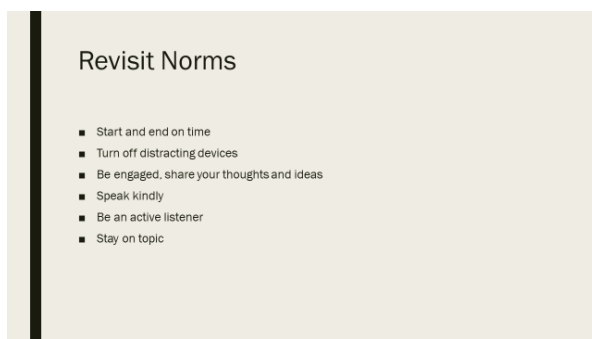 Revisit Norms
■ Start and end on time
■ Turn off distracting devices
■ Be engaged, share your thoughts and ideas
■ Speak kindly
■ Be an active listener
■ Stay on topic